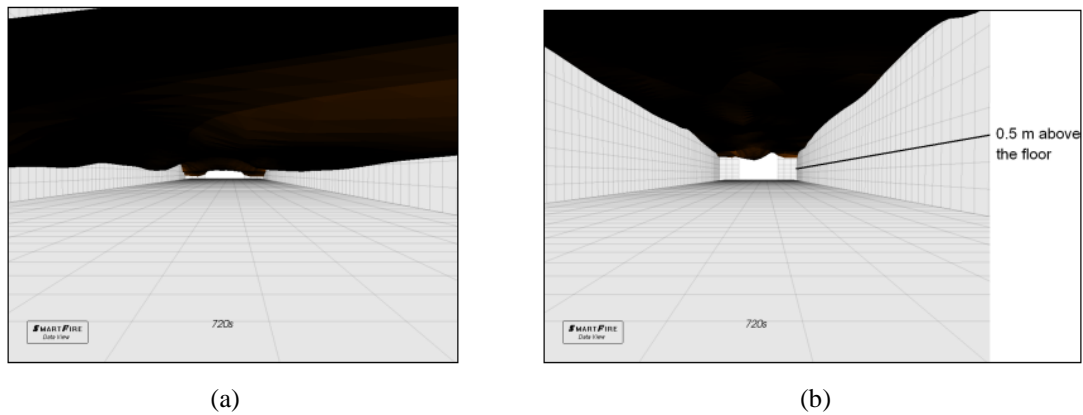 720s
SMARTFIRE
Data View
720s
SMARTFIRE
Data View
0.5 m above
the floor
(a)
(b)